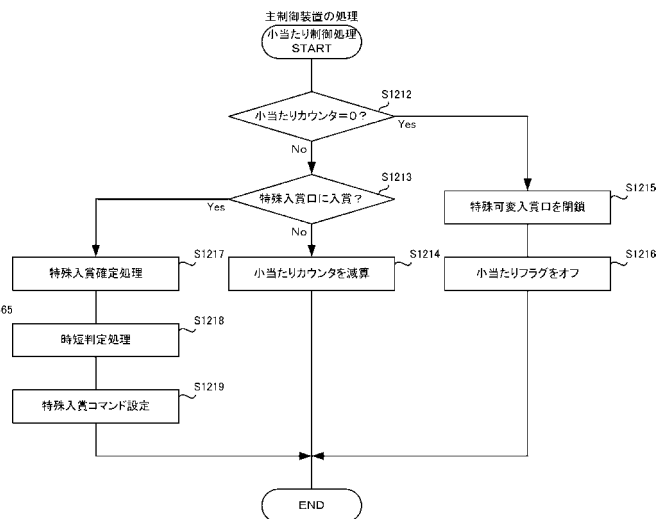 主制御装置の処理
小当たり制御処理
START
S1212
小当たりカウンタ=0?
Yes
No
S1213
特殊入賞口に入賞?
Yes
No
S1215
特殊可変入賞口を閉鎖
S1217
特殊入賞確定処理
S1214
小当たりカウンタを減算
S1216
小当たりフラグをオフ
65
S1218
時短判定処理
S1219
特殊入賞コマンド設定
END